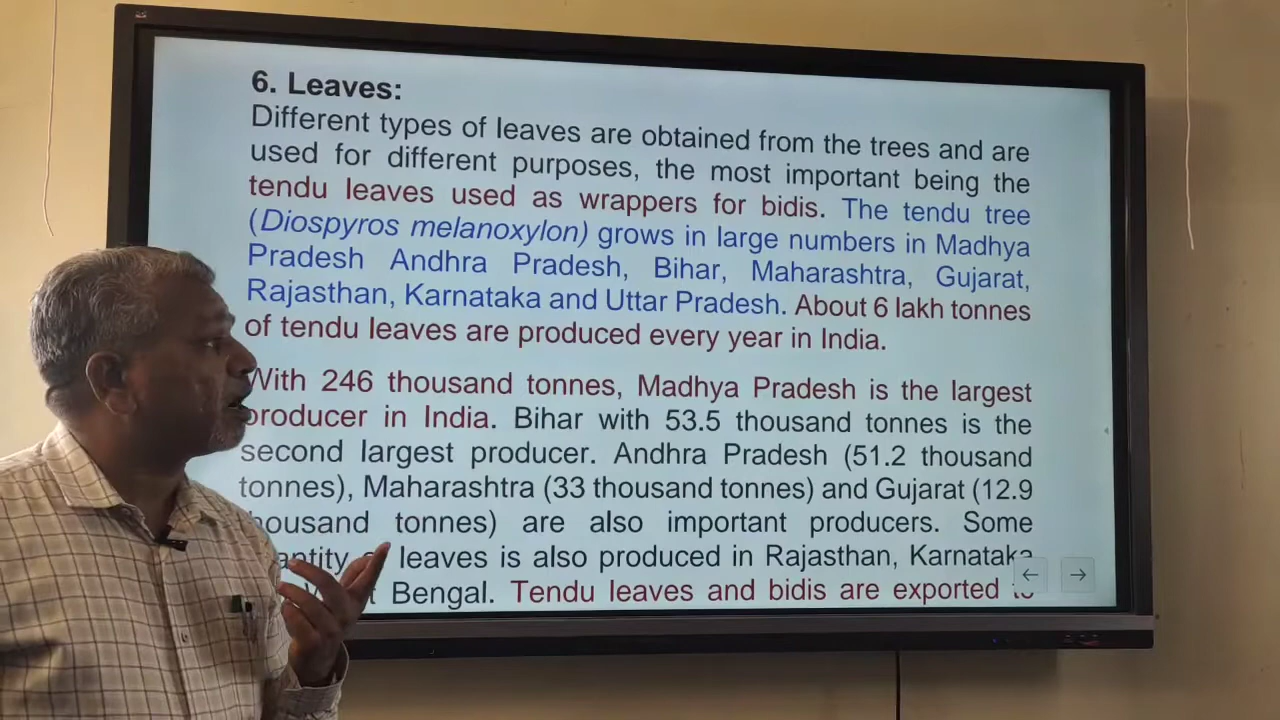 6. Leaves:
Different types of leaves are obtained from the trees and are
used for different purposes, the most important being the
tendu leaves used as wrappers for bidis. The tendu tree
(Diospyros melanoxylon) grows in large numbers in Madhya
Pradesh Andhra Pradesh, Bihar, Maharashtra, Gujarat,
Rajasthan, Karnataka and Uttar Pradesh. About 6 lakh tonnes
of tendu leaves are produced every year in India.
With 246 thousand tonnes, Madhya Pradesh is the largest
producer in India. Bihar with 53.5 thousand tonnes is the
second largest producer. Andhra Pradesh (51.2 thousand
tonnes), Maharashtra (33 thousand tonnes) and Gujarat (12.9
thousand tonnes) are also important producers. Some
leaves is also produced in Rajasthan, Karnataka
Bengal. Tendu leaves and bidis are exported